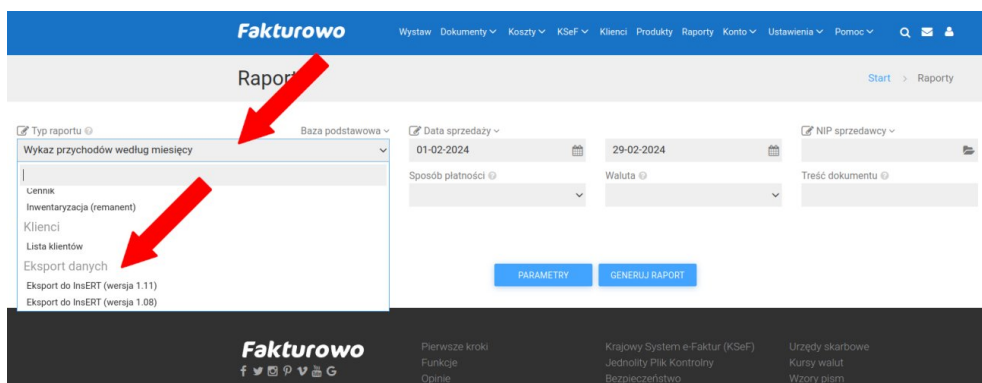 Fakturowo
Wystaw Dokumenty Koszty KSeF Klienci Produkty Raporty Konto Ustawienia Pomoc
Start > Raporty
Typ raportu
Baza podstawowa
Data sprzedaży
NIP sprzedawcy
Wykaz przychodów według miesięcy
01-02-2024
29-02-2024
Sposób płatności
Waluta
Treść dokumentu
Cennik
Inwentaryzacja (remanent)
Klienci
Lista klientów
Eksport danych
Eksport do InsERT (wersja 1.11)
Eksport do InsERT (wersja 1.08)
PARAMETRY
GENERUJ RAPORT
Fakturowo
Pierwsze kroki
Funkcje
Opinie
Krajowy System e-Faktur (KSeF)
Jednolity Plik Kontrolny
Bezpieczeństwo
Urzędy skarbowe
Kursy walut
Wzory pism